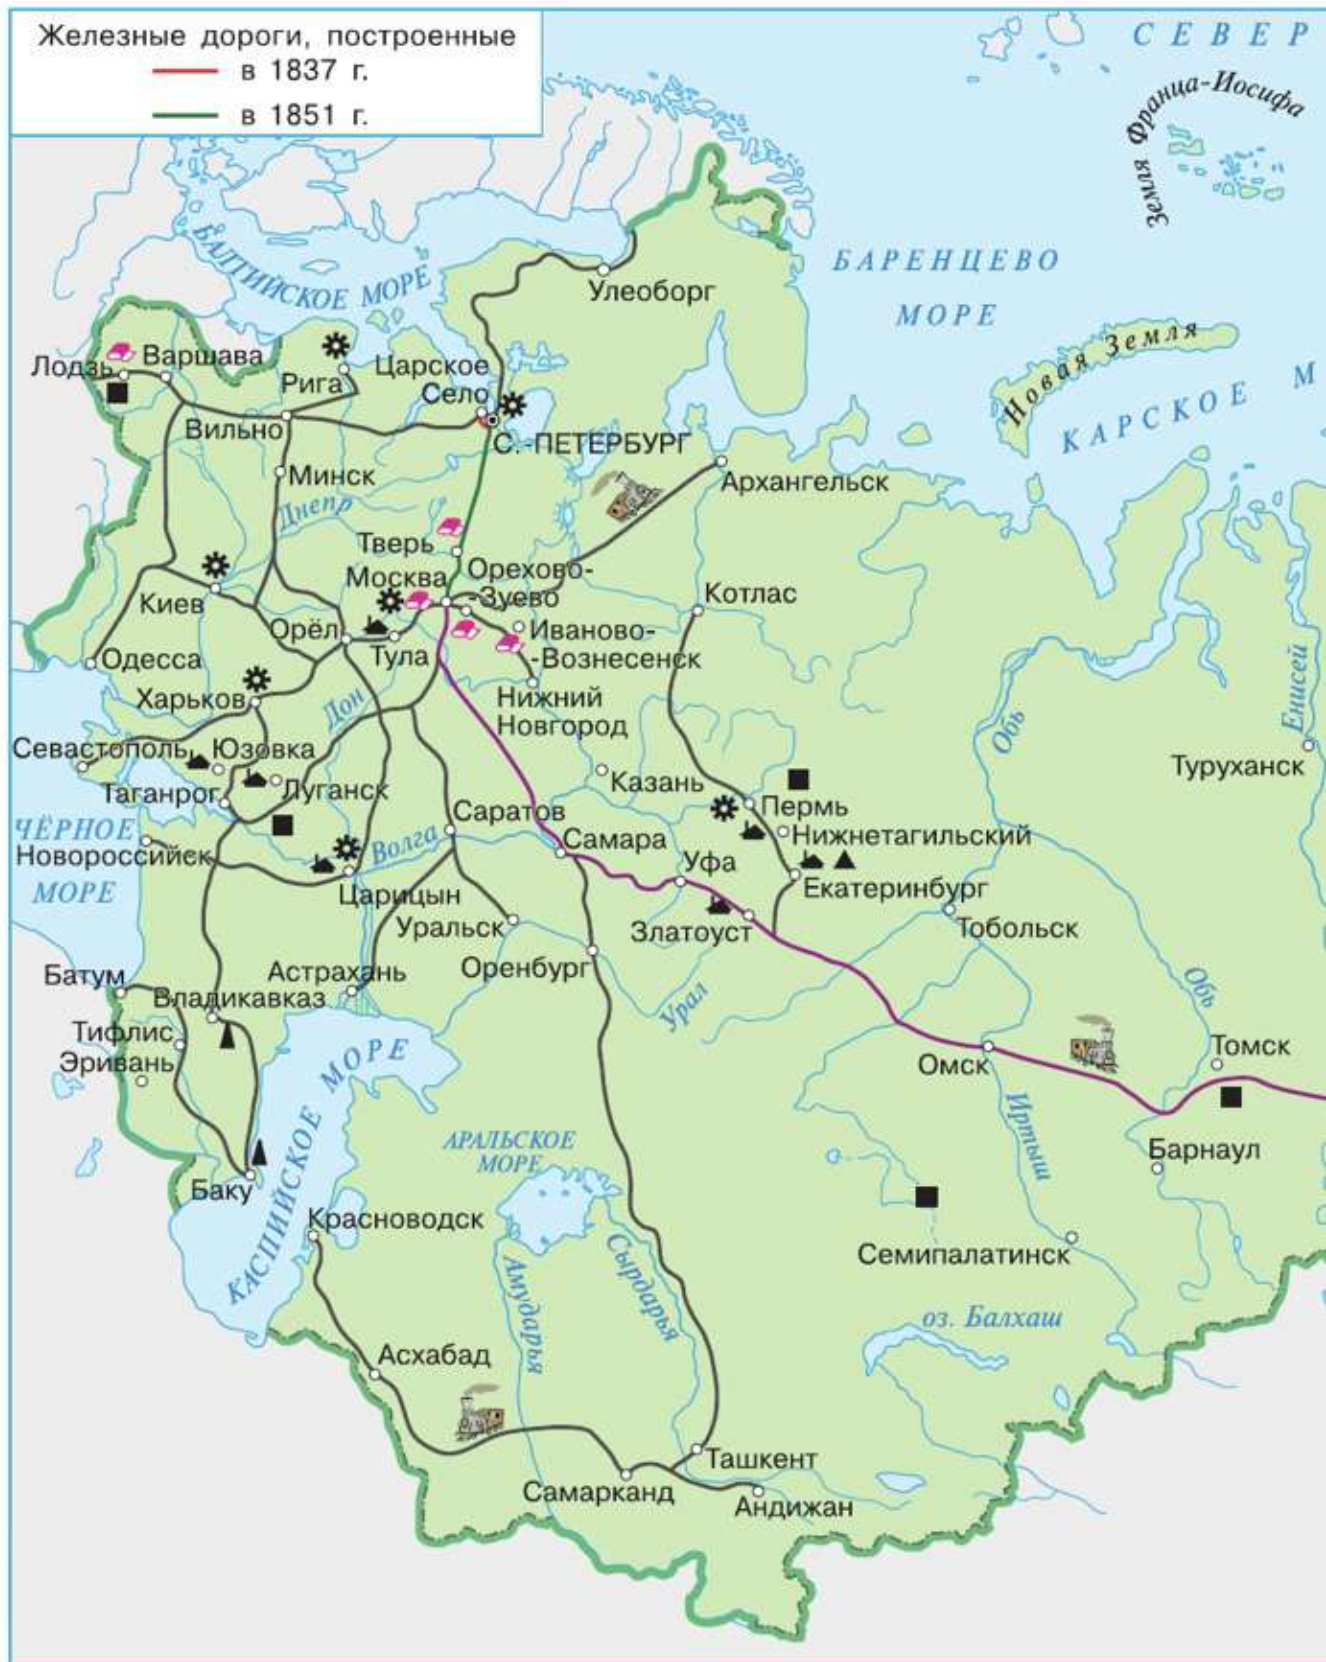 Железные дороги, построенные
в 1837 г.
в 1851 г.
СЕВЕР
Земля Франца-Иосифа
БАЛТИЙСКОЕ МОРЕ
БАРЕНЦЕВО
МОРЕ
Улеоборг
Новая Земля
КАРСКОЕ М
Лодзь
Варшава
Рига
Царское
Село
Вильно
С.-ПЕТЕРБУРГ
Минск
Архангельск
Днепр
Тверь
Москва
Орехово-
-Зуево
Котлас
Киев
Орёл
Тула
Иваново-
-Вознесенск
Одесса
Харьков
Дон
Нижний
Новгород
Обь
Енисей
Севастополь
Юзовка
Казань
Туруханск
Таганрог
Луганск
Пермь
Саратов
ЧЁРНОЕ
МОРЕ
Новороссийск
Волга
Самара
Нижнетагильский
Уфа
Царицын
Екатеринбург
Уральск
Златоуст
Тобольск
Оренбург
Батум
Астрахань
Владикавказ
Урал
Обь
Тифлис
Эривань
Омск
Томск
КАСПИЙСКОЕ МОРЕ
Иртыш
АРАЛЬСКОЕ
МОРЕ
Барнаул
Баку
Красноводск
Семипалатинск
Амударья
Сырдарья
оз. Балхаш
Асхабад
Ташкент
Самарканд
Андижан